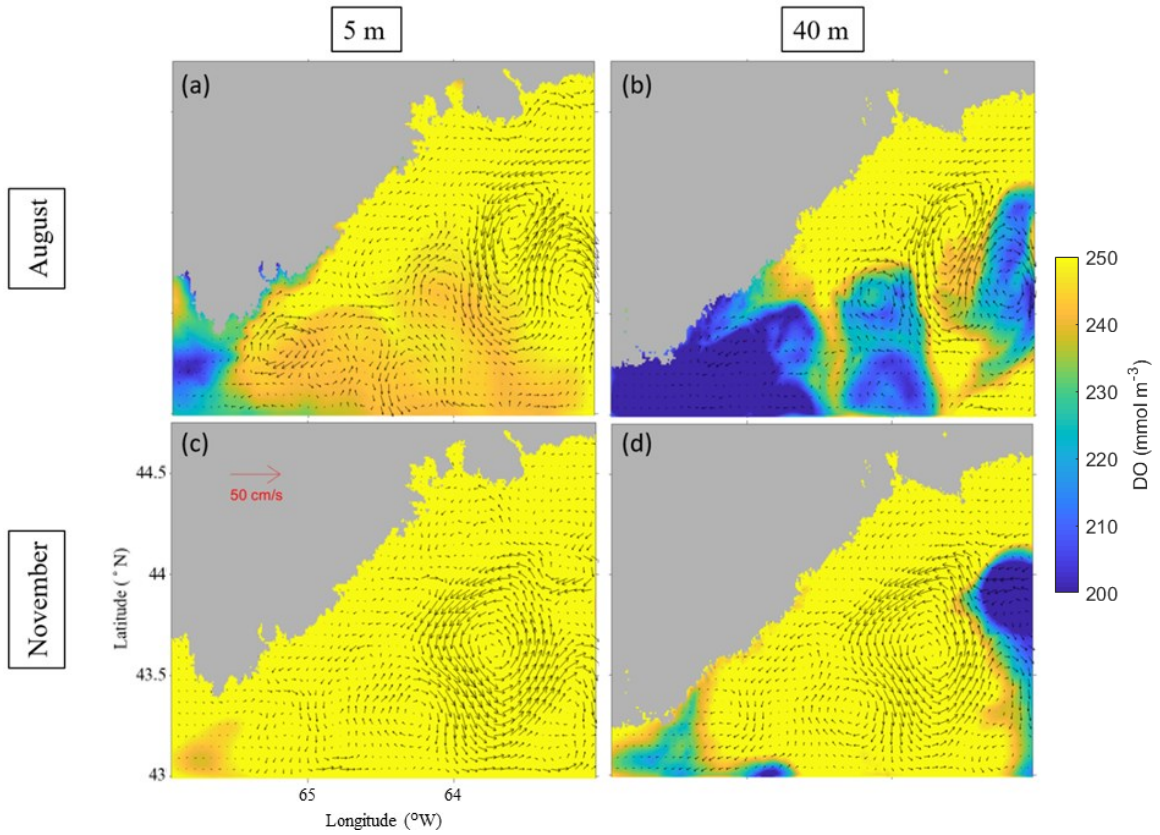 5 m
40 m
August
(a)
(b)
250
240
230
220
210
200
DO (mmol m⁻³)
November
(c)
(d)
50 cm/s
44.5
44
43.5
43
Latitude (°N)
65
64
Longitude (°W)